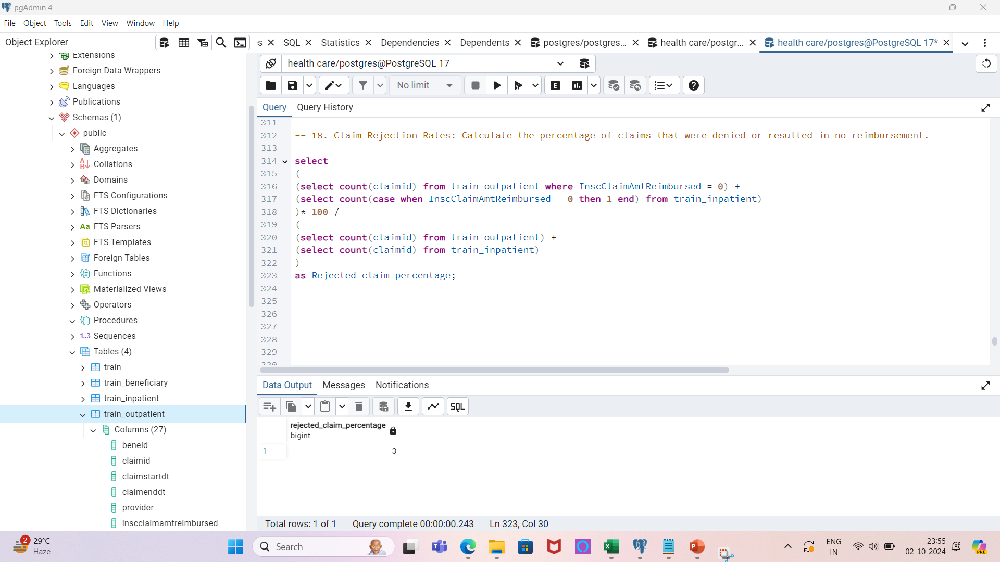 pgAdmin 4
File Object Tools Edit View Window Help
Object Explorer
s SQL Statistics Dependencies Dependents postgres/postgres... health care/postgr... health care/postgres@PostgreSQL 17*
Extensions
Foreign Data Wrappers
Languages
Publications
Schemas (1)
public
Aggregates
Collations
Domains
FTS Configurations
FTS Dictionaries
Aa FTS Parsers
FTS Templates
Foreign Tables
Functions
Materialized Views
Operators
Procedures
1..3 Sequences
Tables (4)
train
train_beneficiary
train_inpatient
train_outpatient
Columns (27)
beneid
claimid
claimstartdt
claimenddt
provider
inscclaimamtreimbursed
health care/postgres@PostgreSQL 17
No limit E
Query Query History
311
312 -- 18. Claim Rejection Rates: Calculate the percentage of claims that were denied or resulted in no reimbursement.
313
314 select
315 (
316 (select count(claimid) from train_outpatient where InscClaimAmtReimbursed = 0) +
317 (select count(case when InscClaimAmtReimbursed = 0 then 1 end) from train_inpatient)
318 )* 100 /
319 (
320 (select count(claimid) from train_outpatient) +
321 (select count(claimid) from train_inpatient)
322 )
323 as Rejected_claim_percentage;
324
325
326
327
328
329
330
Data Output Messages Notifications
SQL
rejected_claim_percentage
bigint
1 3
Total rows: 1 of 1 Query complete 00:00:00.243 Ln 323, Col 30
2 29°C
Haze
Search
ENG
IN
23:55
02-10-2024
PRE